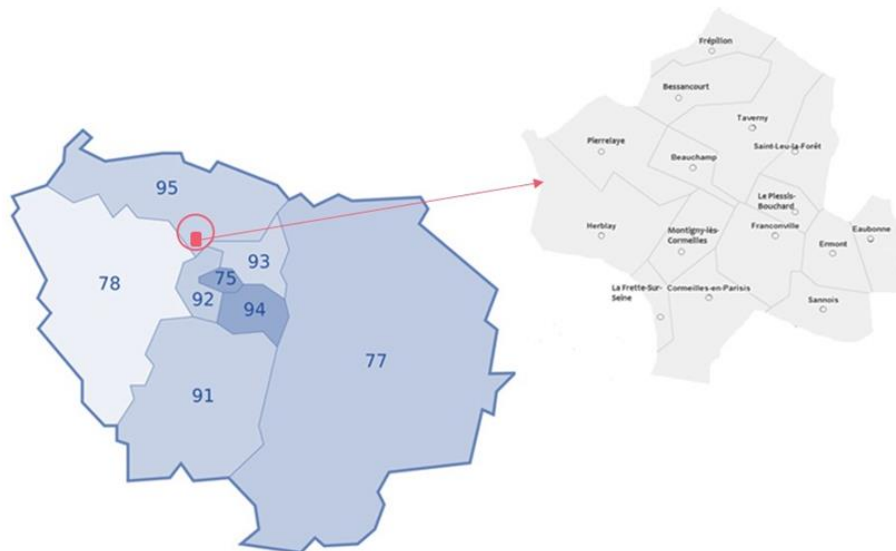 95
78
93
75
92
94
77
91
Frépillon
Bessancourt
Taverny
Pierrelaye
Saint-Leu-la-Forêt
Beauchamp
Le Plessis-
Bouchard
Herblay
Montigny-lès-
Cormeilles
Franconville
Eaubonne
Ermont
La Frette-Sur-
Seine
Cormeilles-en-Parisis
Sannois